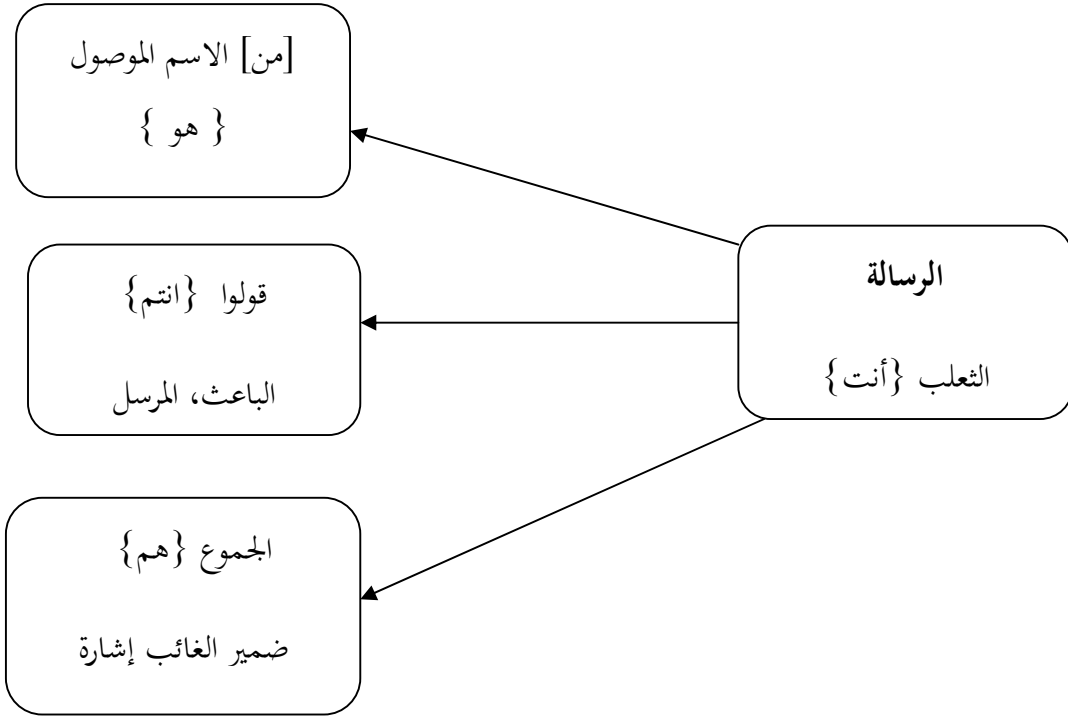 الرسالة
الثعلب {أنت}
[من] الاسم الموصول
{ هو }
قولوا {انتم}
الباعث، المرسل
الجموع {هم}
ضمير الغائب إشارة